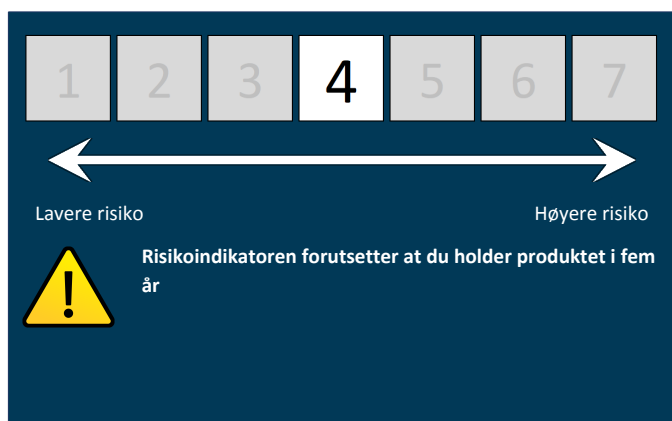 1 2 3 4 5 6 7
Lavere risiko Høyere risiko
Risikoindikatoren forutsetter at du holder produktet i fem
år